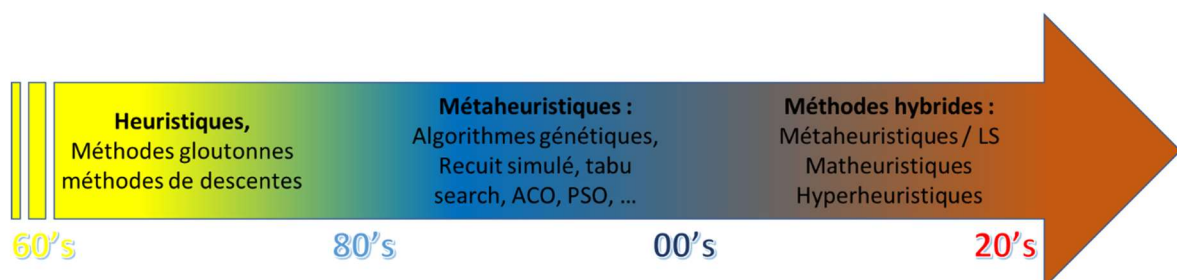 Heuristiques,
Méthodes gloutonnes
méthodes de descentes
Métaheuristiques :
Algorithmes génétiques,
Recuit simulé, tabu
search, ACO, PSO, ...
Méthodes hybrides :
Métaheuristiques / LS
Matheuristiques
Hyperheuristiques
60's
80's
00's
20's